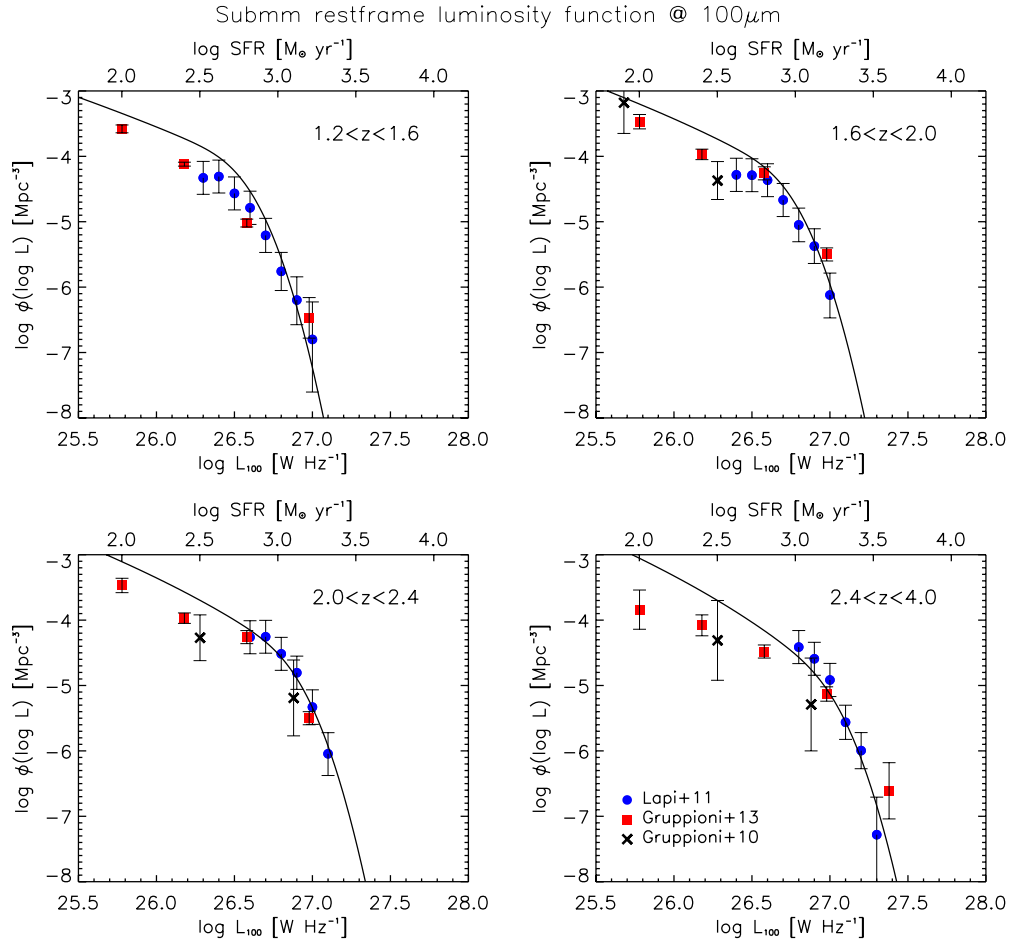 Submm restframe luminosity function @ 100μm
log SFR [M⊙ yr⁻¹]
2.0 2.5 3.0 3.5 4.0
-3
-4
-5
-6
-7
-8
log φ(log L) [Mpc⁻³]
1.2<z<1.6
25.5 26.0 26.5 27.0 27.5 28.0
log L₁₀₀ [W Hz⁻¹]
log SFR [M⊙ yr⁻¹]
2.0 2.5 3.0 3.5 4.0
-3
-4
-5
-6
-7
-8
log φ(log L) [Mpc⁻³]
1.6<z<2.0
25.5 26.0 26.5 27.0 27.5 28.0
log L₁₀₀ [W Hz⁻¹]
log SFR [M⊙ yr⁻¹]
2.0 2.5 3.0 3.5 4.0
-3
-4
-5
-6
-7
-8
log φ(log L) [Mpc⁻³]
2.0<z<2.4
25.5 26.0 26.5 27.0 27.5 28.0
log L₁₀₀ [W Hz⁻¹]
log SFR [M⊙ yr⁻¹]
2.0 2.5 3.0 3.5 4.0
-3
-4
-5
-6
-7
-8
log φ(log L) [Mpc⁻³]
2.4<z<4.0
Lapi+11
Gruppioni+13
Gruppioni+10
25.5 26.0 26.5 27.0 27.5 28.0
log L₁₀₀ [W Hz⁻¹]